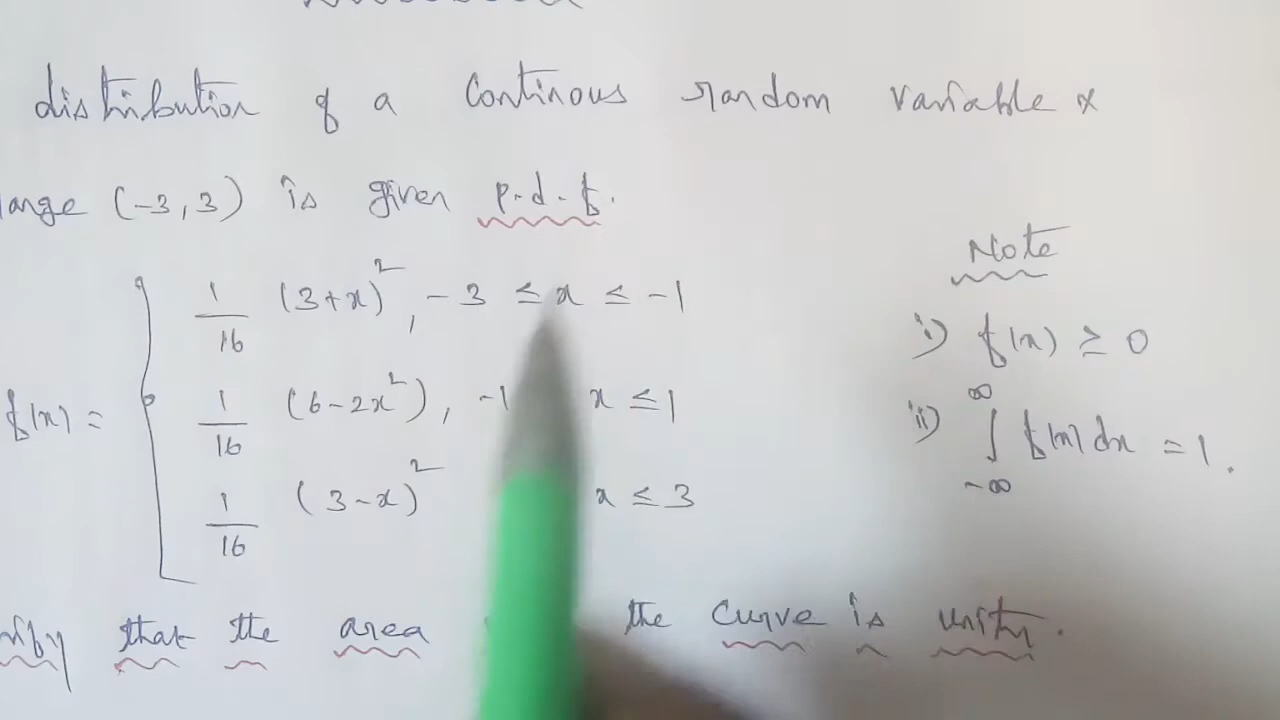 distribution of a Continous random variable x
range (-3,3) is given p.d.f.
Note
1/16 (3+x)², -3 ≤ x ≤ -1
i) f(x) ≥ 0
f(x) = 1/16 (6-2x²), -1 x ≤ 1
ii) ∫_{-∞}^{∞} f(x) dx = 1.
1/16 (3-x)² x ≤ 3
that the area the curve is unity.